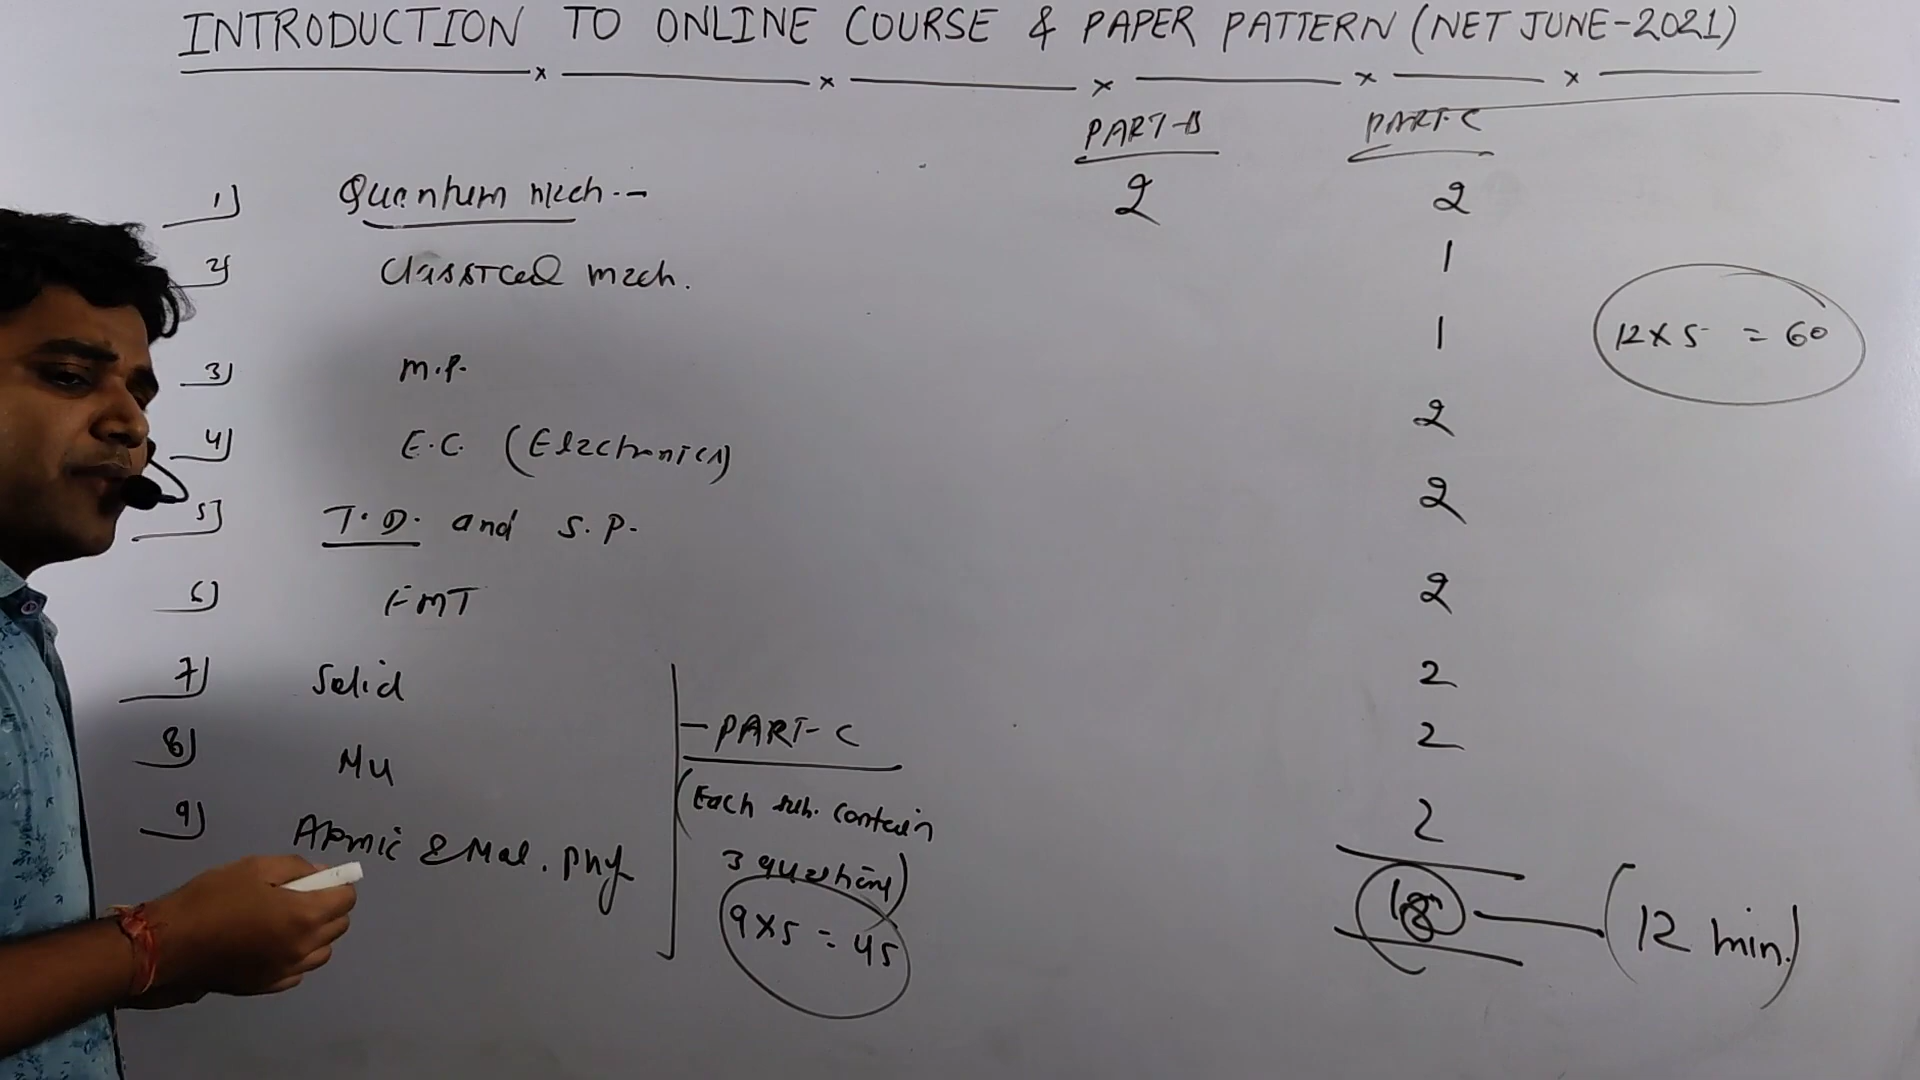 INTRODUCTION TO ONLINE COURSE & PAPER PATTERN (NET JUNE-2021)
PART-B PART-C
1) Quantum Mech:- 2 2
2) Classical mech. 1
3) M.P. 1
12 X 5 = 60
4) E.C. (Electronics) 2
5) T.D. and S.P. 2
6) EMT 2
7) Solid 2
8) Nu 2
9) Atomic & Mol. Phy 2
- PART-C
(Each sub. contain
3 questions)
9 X 5 = 45
18 (12 min.)